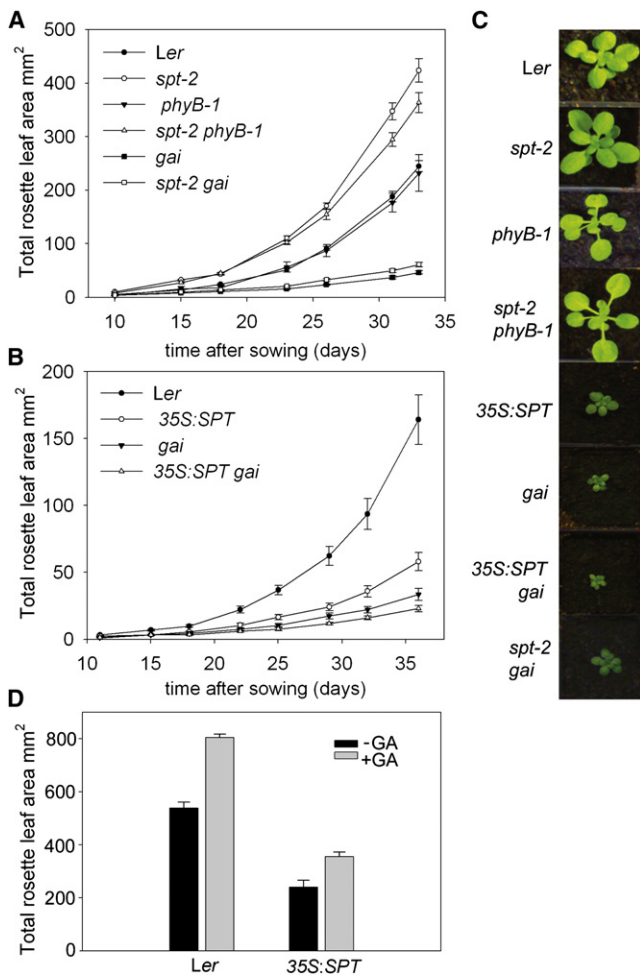 A
Total rosette leaf area mm²
500
400
300
200
100
0
Ler
spt-2
phyB-1
spt-2 phyB-1
gai
spt-2 gai
10 15 20 25 30 35
time after sowing (days)
B
Total rosette leaf area mm²
200
150
100
50
0
Ler
35S:SPT
gai
35S:SPT gai
10 15 20 25 30 35
time after sowing (days)
C
Ler
spt-2
phyB-1
spt-2
phyB-1
35S:SPT
gai
35S:SPT
gai
spt-2
gai
D
Total rosette leaf area mm²
800
600
400
200
0
-GA
+GA
Ler 35S:SPT